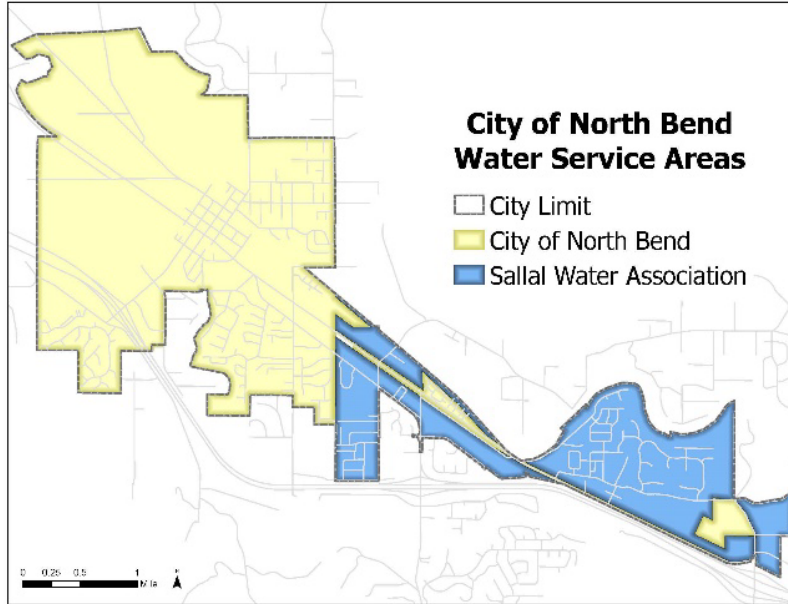 City of North Bend
Water Service Areas
City Limit
City of North Bend
Sallal Water Association
0 0.25 0.5 1